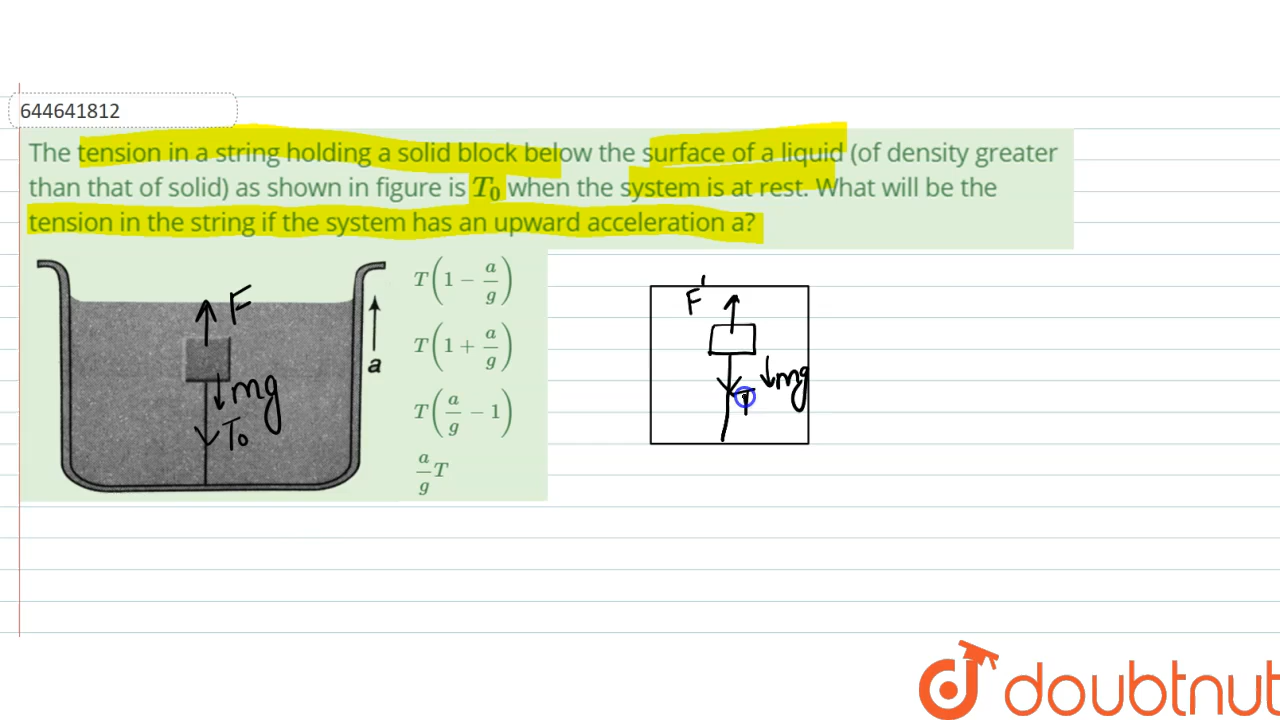 644641812
The tension in a string holding a solid block below the surface of a liquid (of density greater
than that of solid) as shown in figure is T₀ when the system is at rest. What will be the
tension in the string if the system has an upward acceleration a?
T(1 − a/g)
T(1 + a/g)
T(a/g − 1)
a/g T
F
mg
T₀
a
F'
mg
T
doubtnut